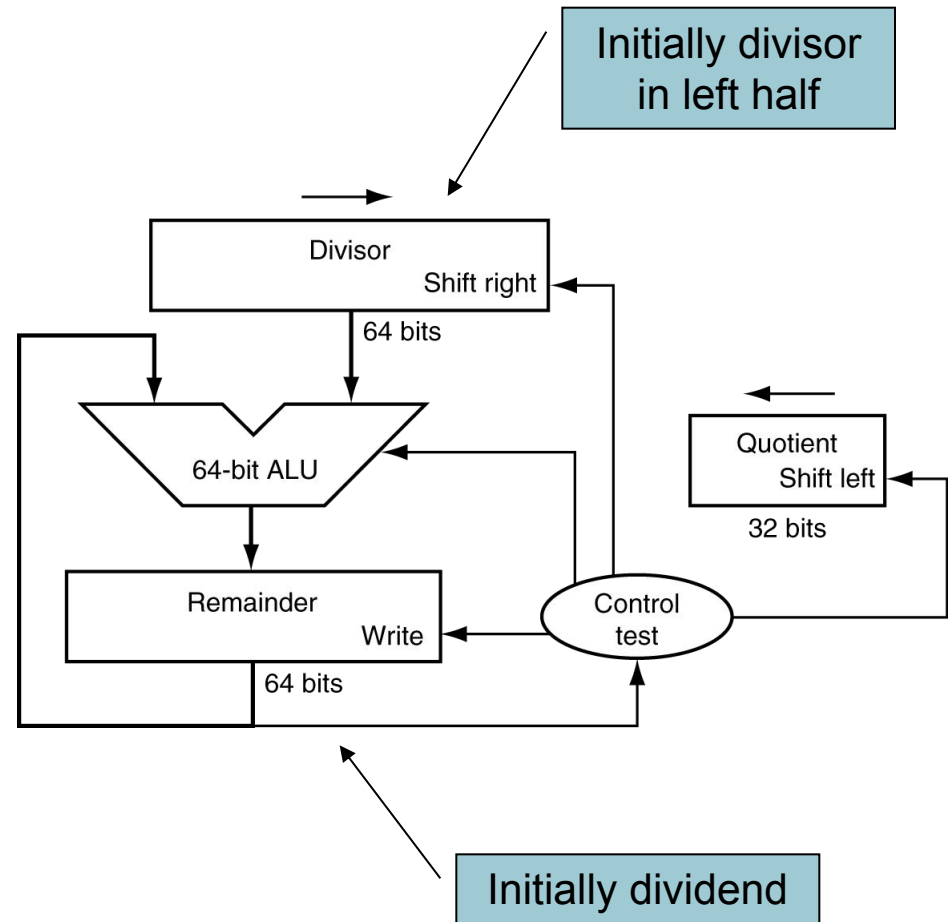 Initially divisor
in left half
Divisor
Shift right
64 bits
64-bit ALU
Quotient
Shift left
32 bits
Remainder
Write
Control
test
64 bits
Initially dividend